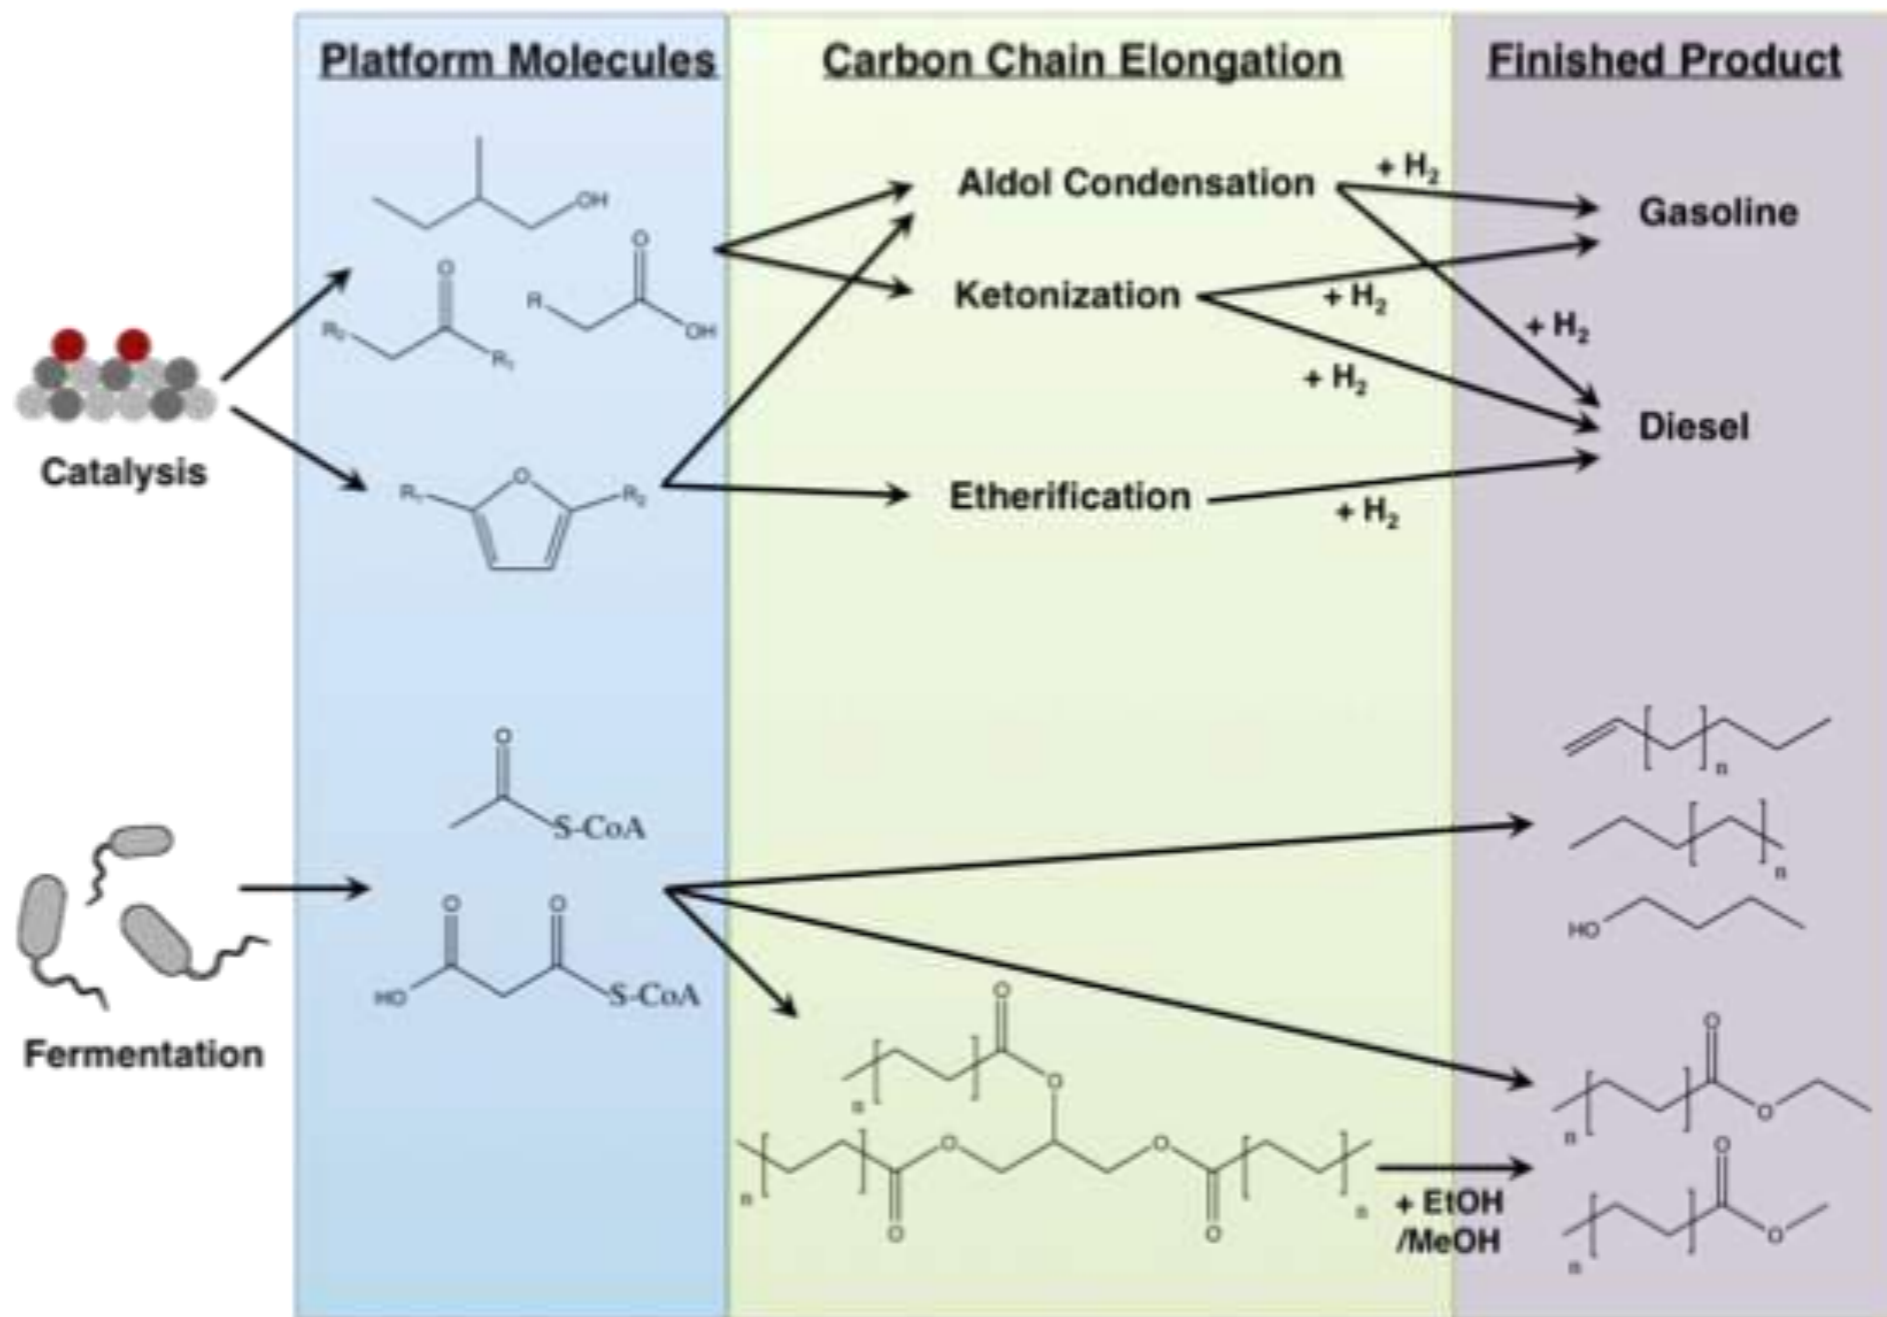 Platform Molecules
Carbon Chain Elongation
Finished Product
OH
O
R
OH
O
R₂
R₁
Catalysis
O
R₁
R₂
Aldol Condensation
Ketonization
Etherification
+ H₂
+ H₂
+ H₂
+ H₂
+ H₂
Gasoline
Diesel
O
S-CoA
O
O
HO
S-CoA
Fermentation
O
O
n
O
O
n
n
O
O
+ EtOH
/MeOH
n
n
HO
O
O
n
O
O
n